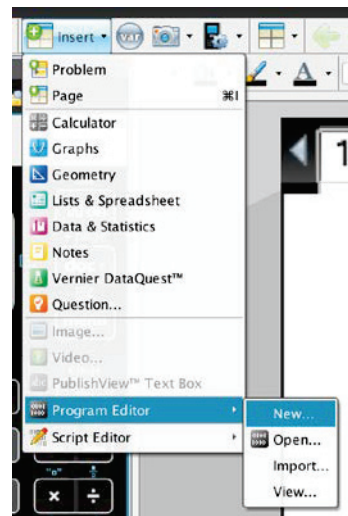 Insert
var
Problem
Page ⌘I
Calculator
Graphs
Geometry
Lists & Spreadsheet
Data & Statistics
Notes
Vernier DataQuest™
Question...
Image...
Video...
PublishView™ Text Box
Program Editor
New...
Script Editor
Open...
Import...
View...
A
1
"o"
× ÷